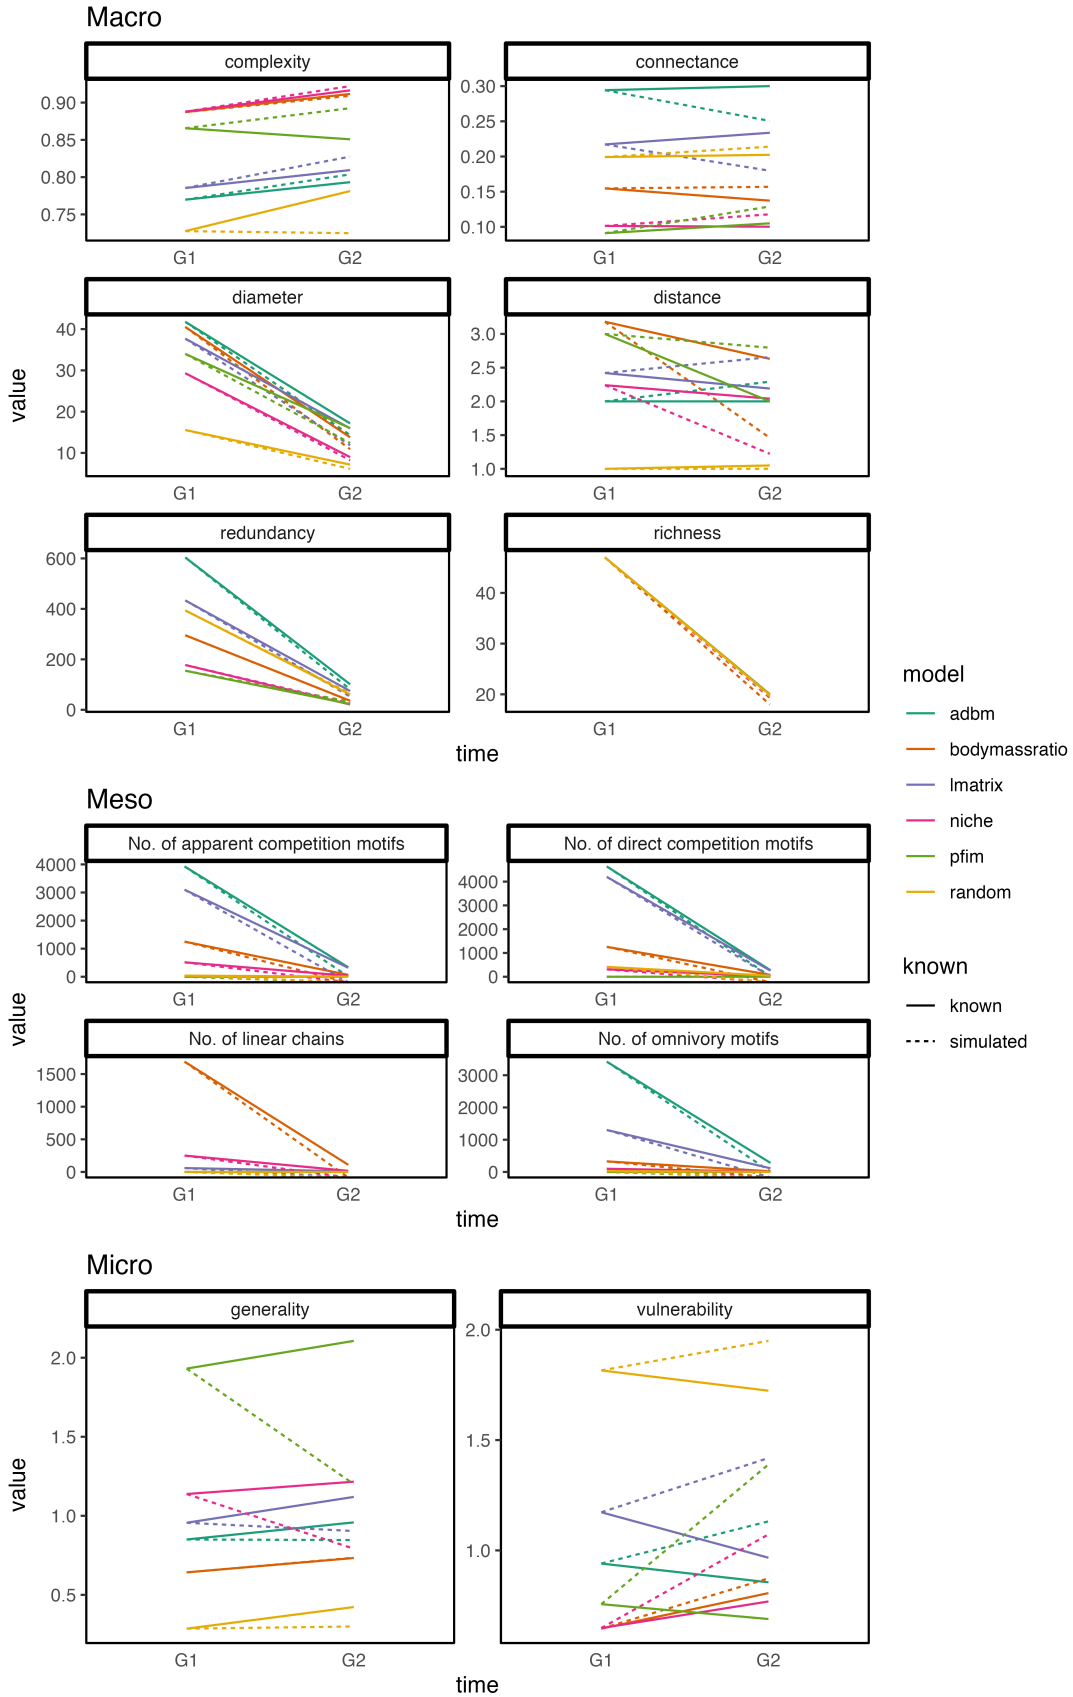 Macro
complexity
connectance
0.90
0.85
0.80
0.75
0.30
0.25
0.20
0.15
0.10
G1
G2
G1
G2
diameter
distance
40
30
20
10
3.0
2.5
2.0
1.5
1.0
G1
G2
G1
G2
redundancy
richness
600
400
200
0
40
30
20
G1
G2
G1
G2
value
time
Meso
No. of apparent competition motifs
No. of direct competition motifs
4000
3000
2000
1000
0
4000
3000
2000
1000
0
G1
G2
G1
G2
No. of linear chains
No. of omnivory motifs
1500
1000
500
0
3000
2000
1000
0
G1
G2
G1
G2
value
time
Micro
generality
vulnerability
2.0
1.5
1.0
0.5
2.0
1.5
1.0
G1
G2
G1
G2
value
time
model
adbm
bodymassratio
lmatrix
niche
pfim
random
known
known
simulated